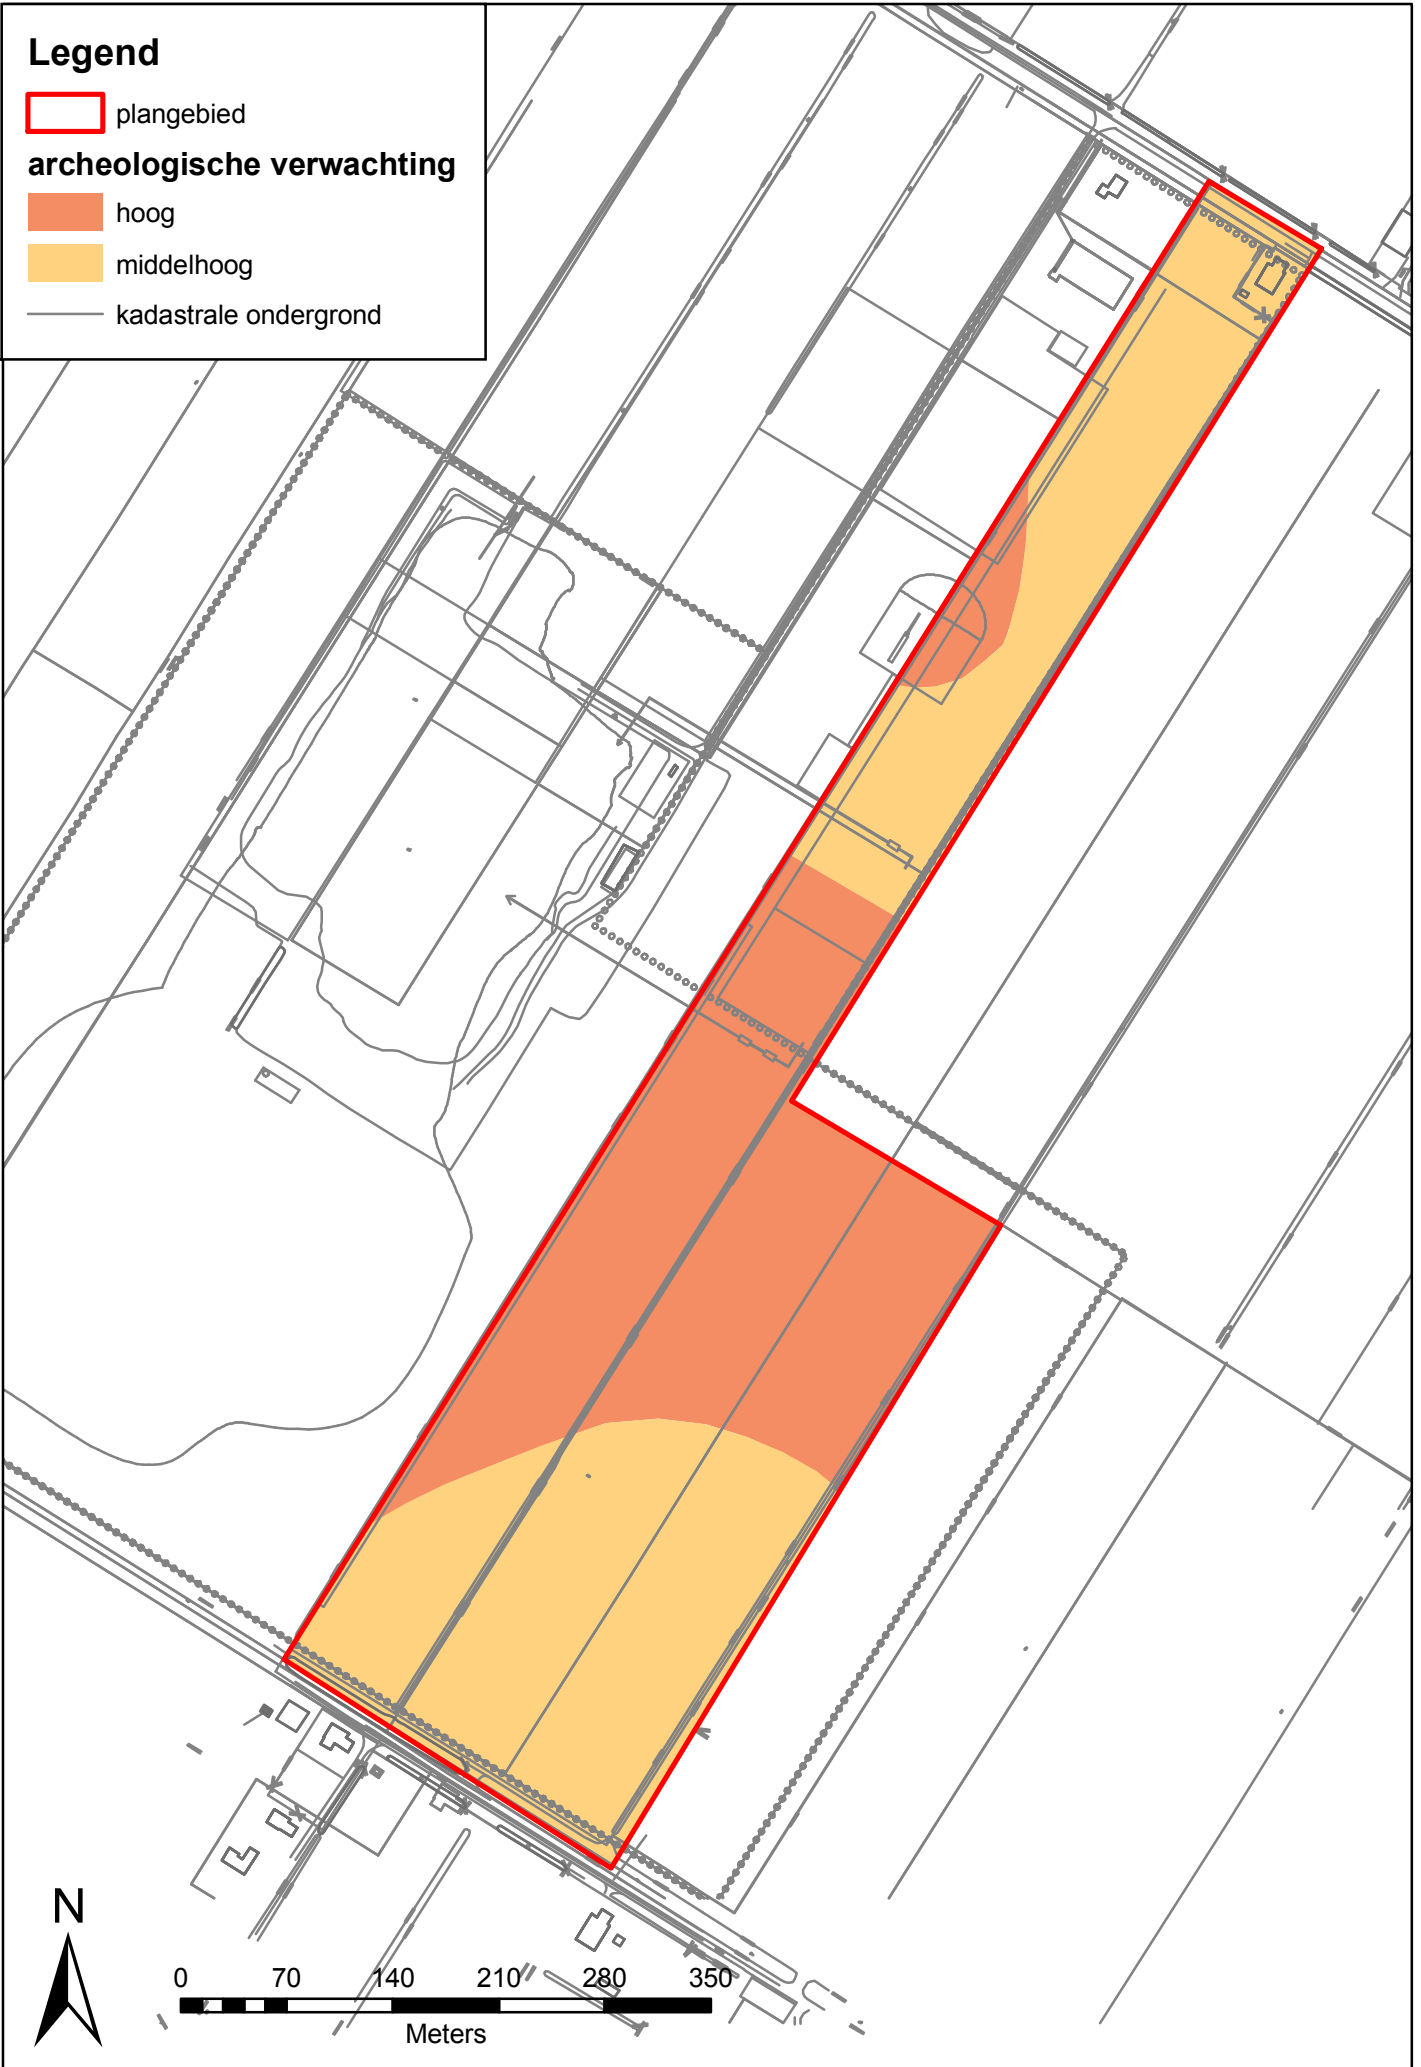 Legend
plangebied
archeologische verwachting
hoog
middelhoog
kadastrale ondergrond
N
0 70 140 210 280 350
Meters